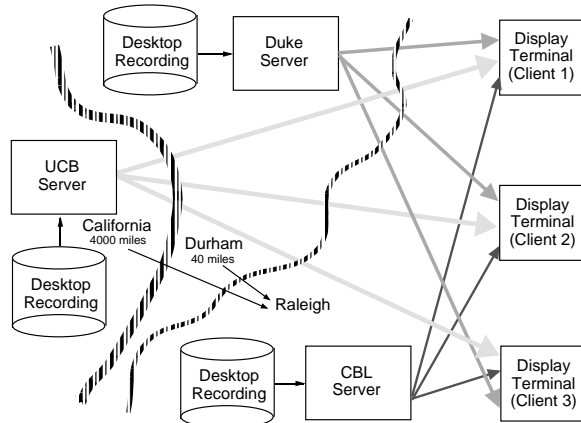 Desktop
Recording
Duke
Server
Display
Terminal
(Client 1)
UCB
Server
California
4000 miles
Durham
40 miles
Display
Terminal
(Client 2)
Desktop
Recording
Raleigh
Desktop
Recording
CBL
Server
Display
Terminal
(Client 3)